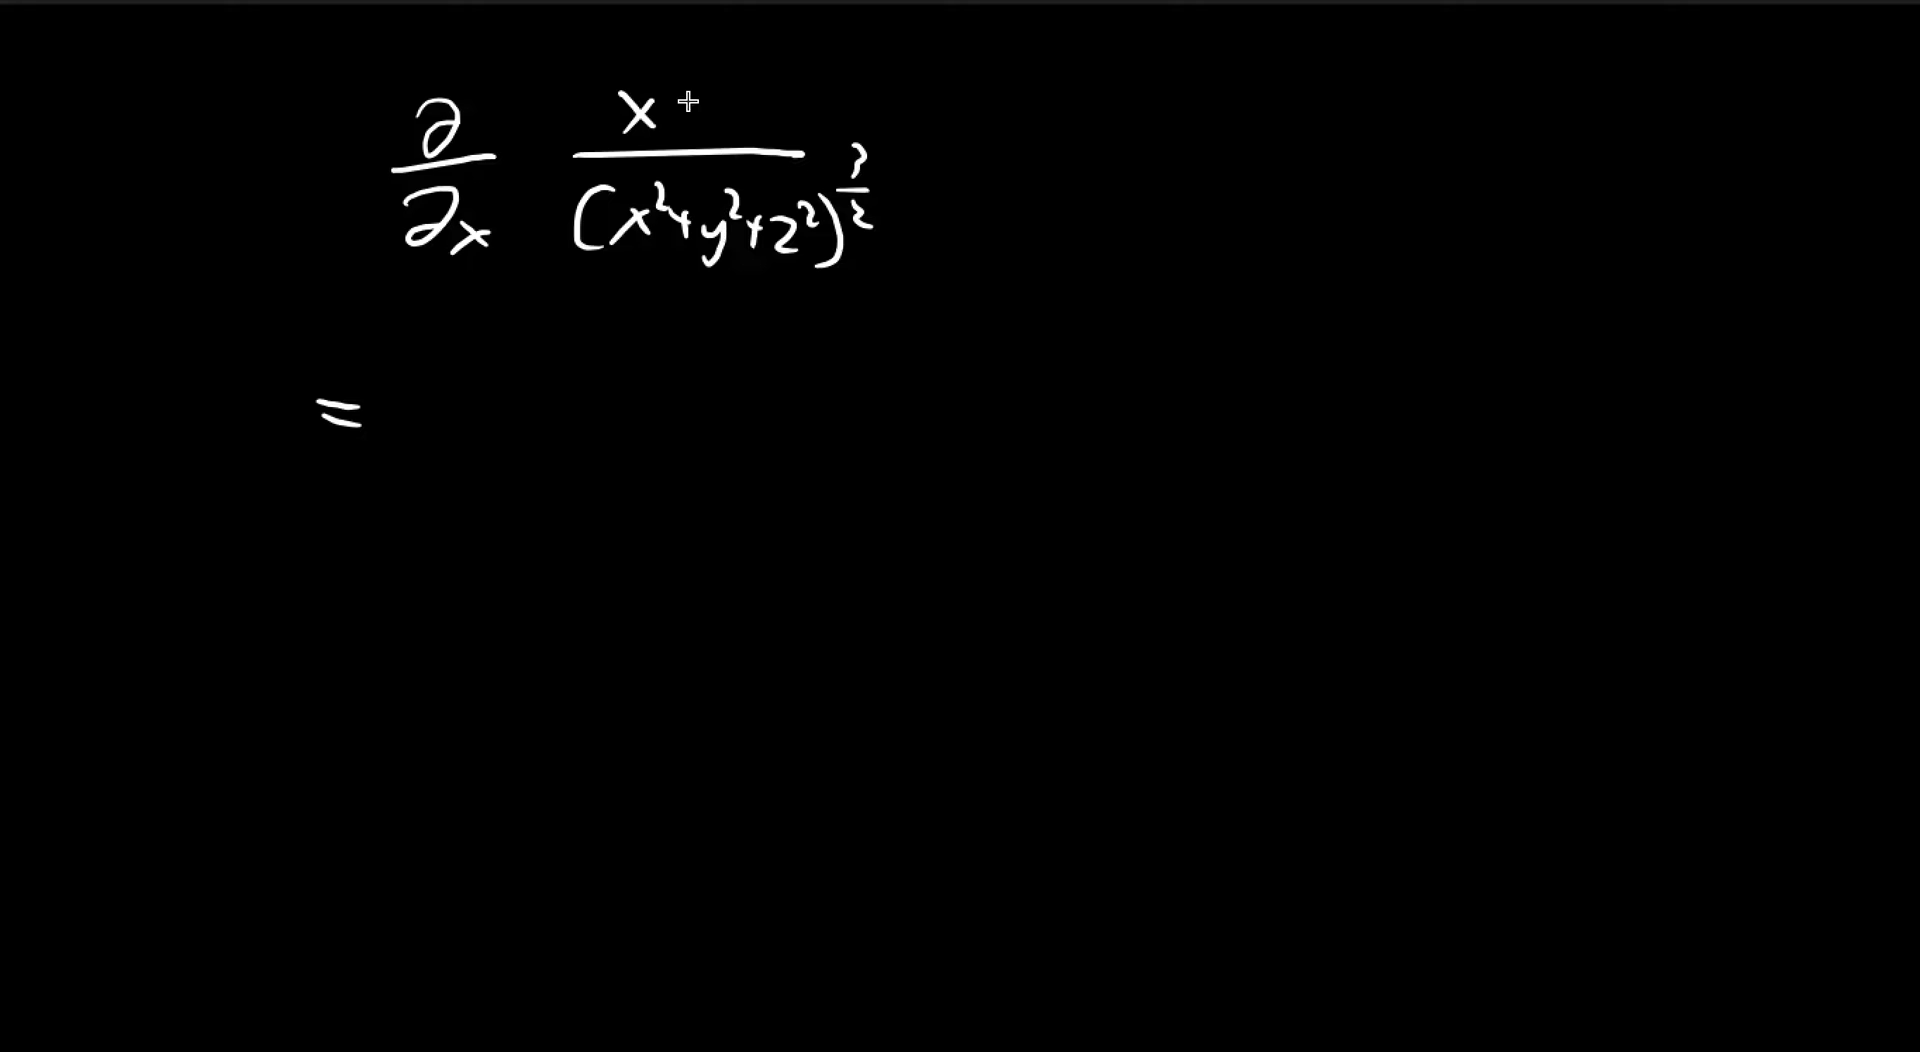 ∂/∂x x/(x²+y²+z²)^(3/2)
=